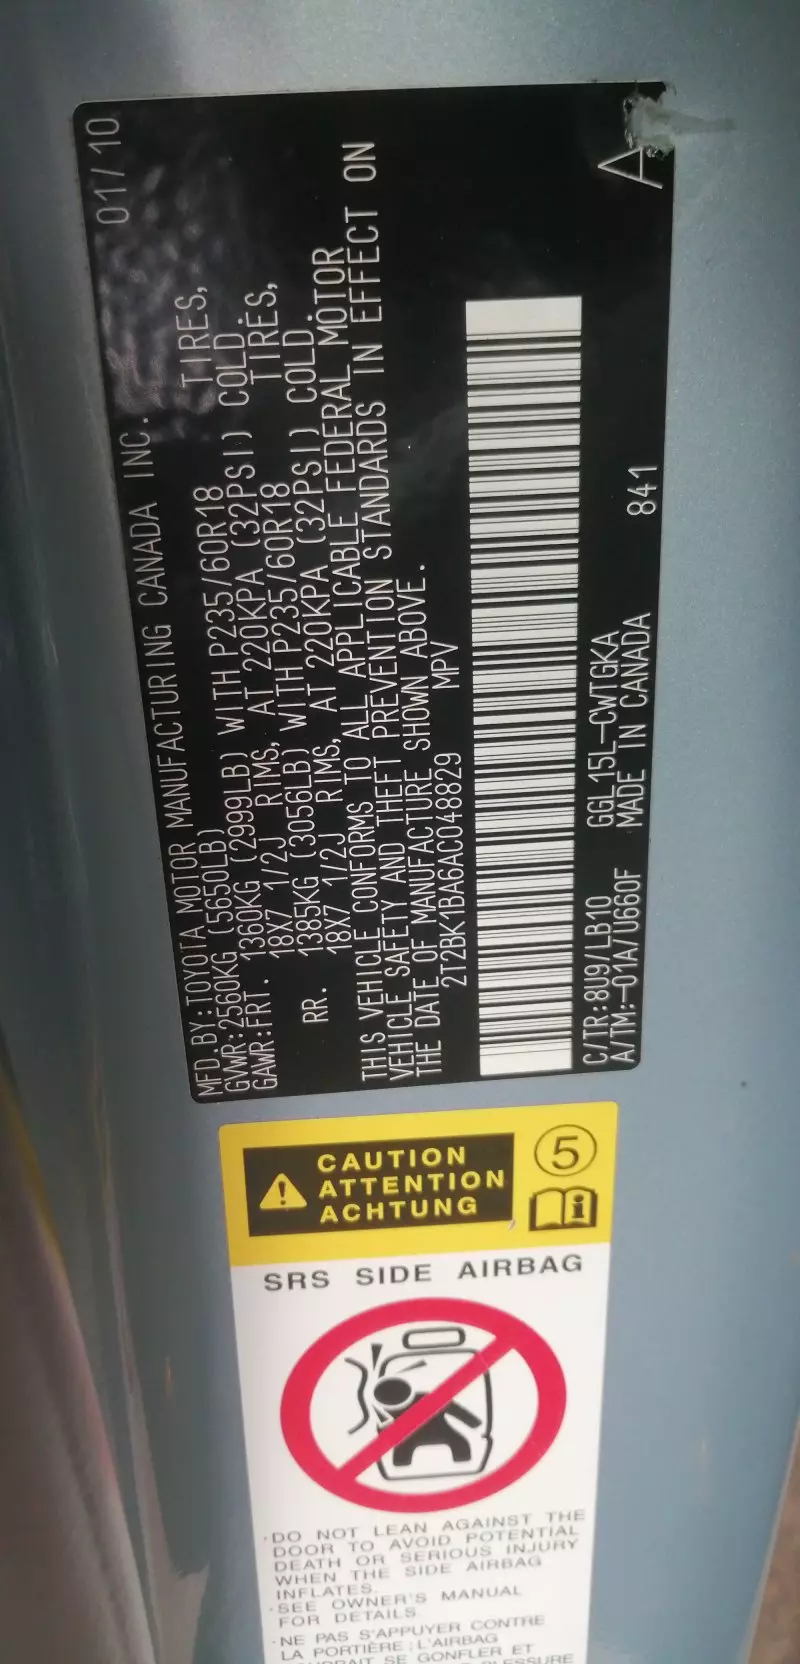 MFD.BY:TOYOTA MOTOR MANUFACTURING CANADA INC. 01/10
GVWR:2560KG (5650LB)
GAWR:FRT. 1360KG (2999LB) WITH P235/60R18 TIRES,
18X7 1/2J RIMS, AT 220KPA (32PSI) COLD.
RR. 1385KG (3056LB) WITH P235/60R18 TIRES,
18X7 1/2J RIMS, AT 220KPA (32PSI) COLD.
THIS VEHICLE CONFORMS TO ALL APPLICABLE FEDERAL MOTOR
VEHICLE SAFETY AND THEFT PREVENTION STANDARDS IN EFFECT ON
THE DATE OF MANUFACTURE SHOWN ABOVE.
2T2BK1BA6AC048829 MPV
C/TR:8U9/LB10 GGL15L-CWTGKA
A/TM:-01A/U660F MADE IN CANADA 841
A
CAUTION
ATTENTION
ACHTUNG
5
i
SRS SIDE AIRBAG
·DO NOT LEAN AGAINST THE
DOOR TO AVOID POTENTIAL
DEATH OR SERIOUS INJURY
WHEN THE SIDE AIRBAG
INFLATES.
·SEE OWNER'S MANUAL
FOR DETAILS.
·NE PAS S'APPUYER CONTRE
LA PORTIÈRE : L'AIRBAG
SE GONFLER ET